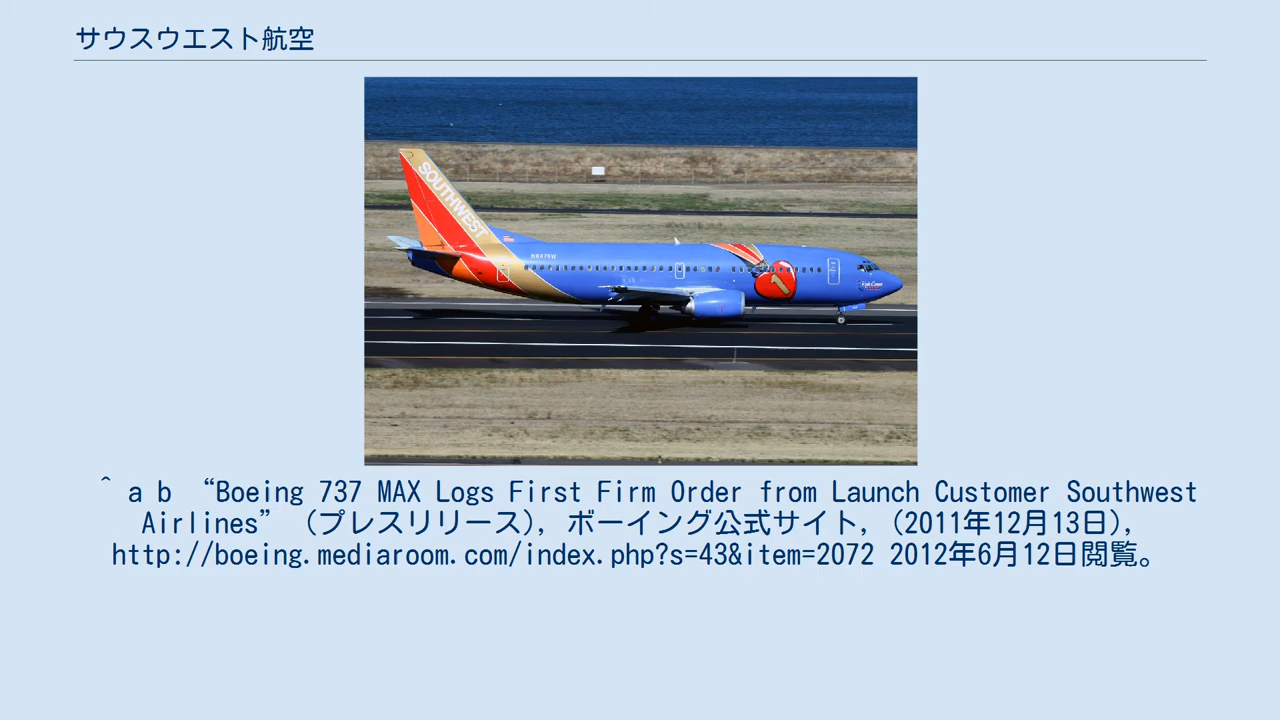 サウスウエスト航空
SOUTHWEST
^ a b “Boeing 737 MAX Logs First Firm Order from Launch Customer Southwest
Airlines” (プレスリリース), ボーイング公式サイト, (2011年12月13日),
http://boeing.mediaroom.com/index.php?s=43&item=2072 2012年6月12日閲覧。